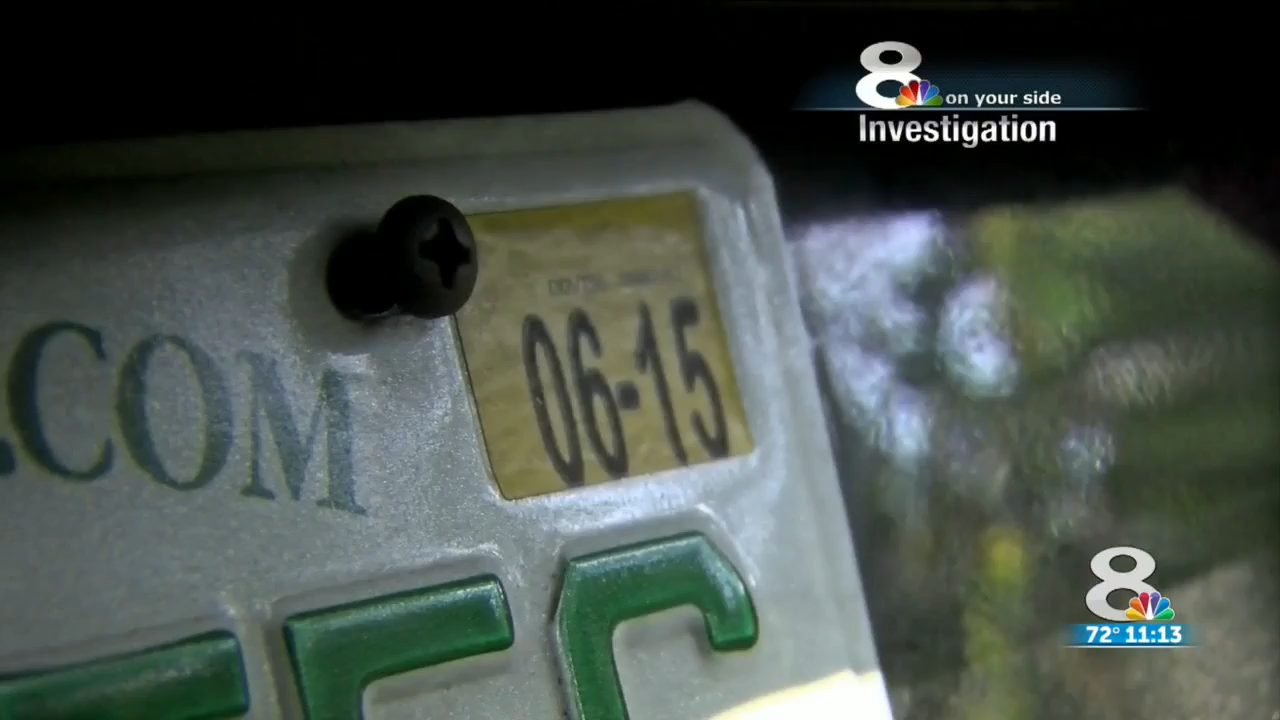 8 on your side
Investigation
06-15
.COM
8
72° 11:13